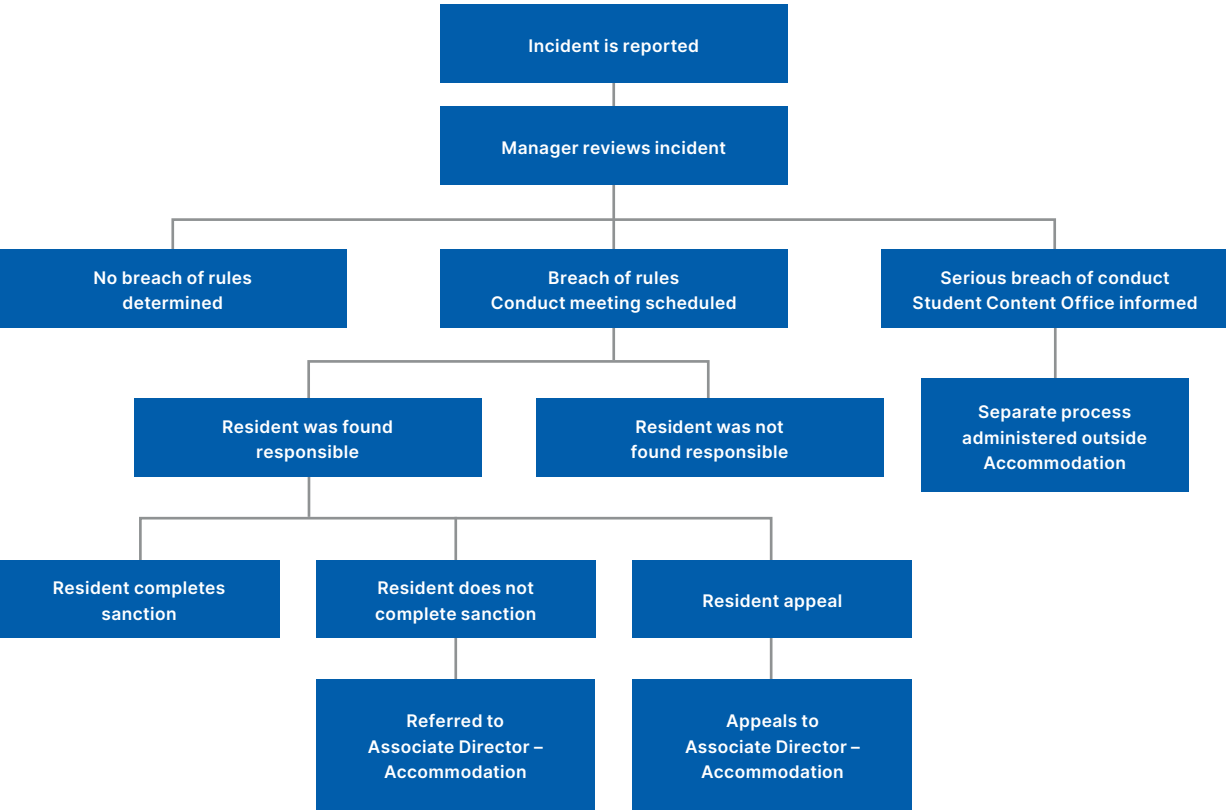 Incident is reported
Manager reviews incident
No breach of rules
determined
Breach of rules
Conduct meeting scheduled
Serious breach of conduct
Student Content Office informed
Resident was found
responsible
Resident was not
found responsible
Separate process
administered outside
Accommodation
Resident completes
sanction
Resident does not
complete sanction
Resident appeal
Referred to
Associate Director –
Accommodation
Appeals to
Associate Director –
Accommodation